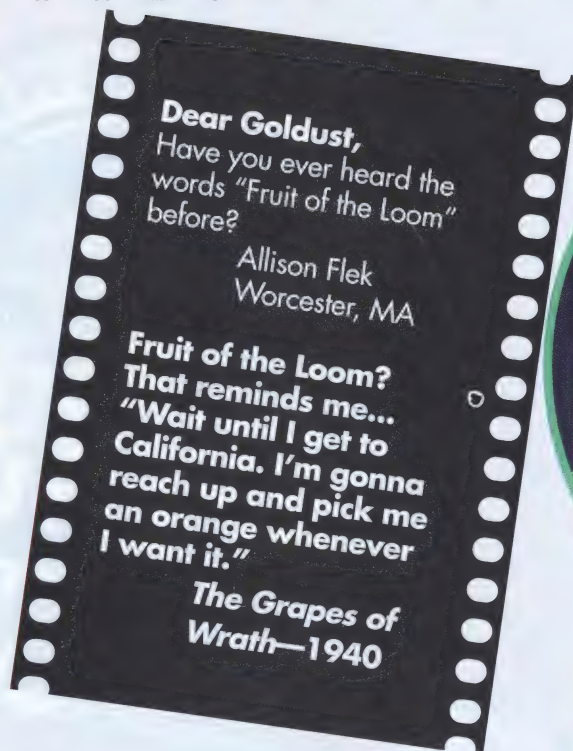 Dear Goldust,
Have you ever heard the
words "Fruit of the Loom"
before?
Allison Flek
Worcester, MA
Fruit of the Loom?
That reminds me...
"Wait until I get to
California. I'm gonna
reach up and pick me
an orange whenever
I want it."
The Grapes of
Wrath—1940